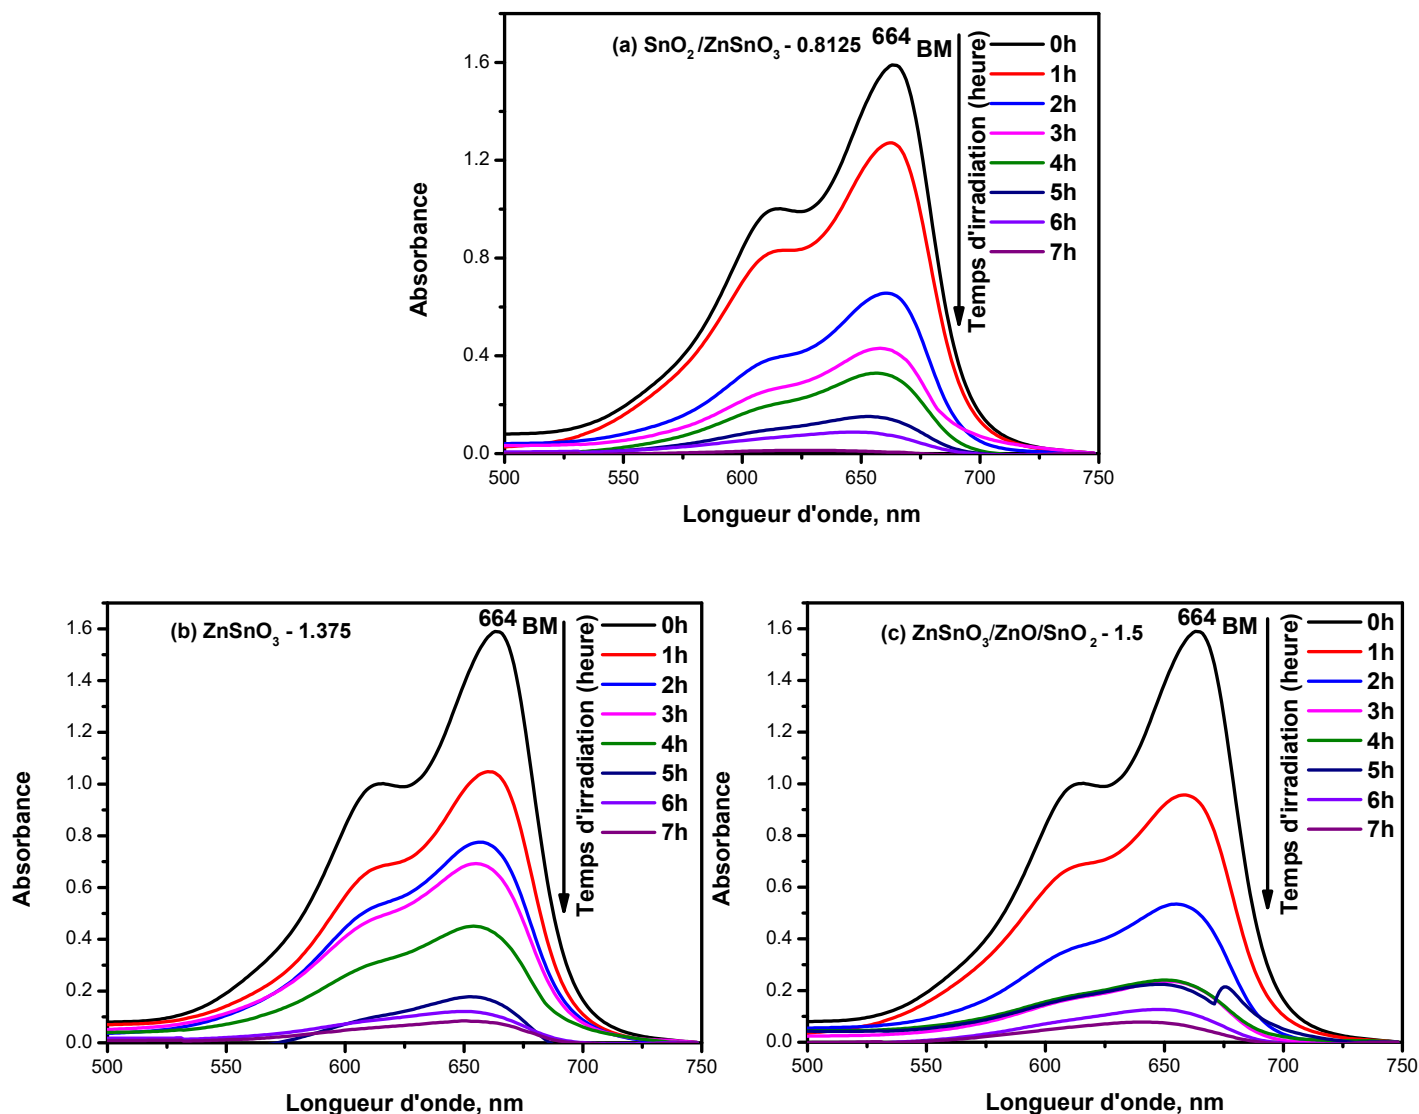 (a) SnO2/ZnSnO3 - 0.8125
664
BM
Temps d'irradiation (heure)
0h
1h
2h
3h
4h
5h
6h
7h
Absorbance
1.6
1.2
0.8
0.4
0.0
500 550 600 650 700 750
Longueur d'onde, nm
(b) ZnSnO3 - 1.375
664
BM
Temps d'irradiation (heure)
0h
1h
2h
3h
4h
5h
6h
7h
Absorbance
1.6
1.4
1.2
1.0
0.8
0.6
0.4
0.2
0.0
500 550 600 650 700 750
Longueur d'onde, nm
(c) ZnSnO3/ZnO/SnO2 - 1.5
664
BM
Temps d'irradiation (heure)
0h
1h
2h
3h
4h
5h
6h
7h
Absorbance
1.6
1.4
1.2
1.0
0.8
0.6
0.4
0.2
0.0
500 550 600 650 700 750
Longueur d'onde, nm